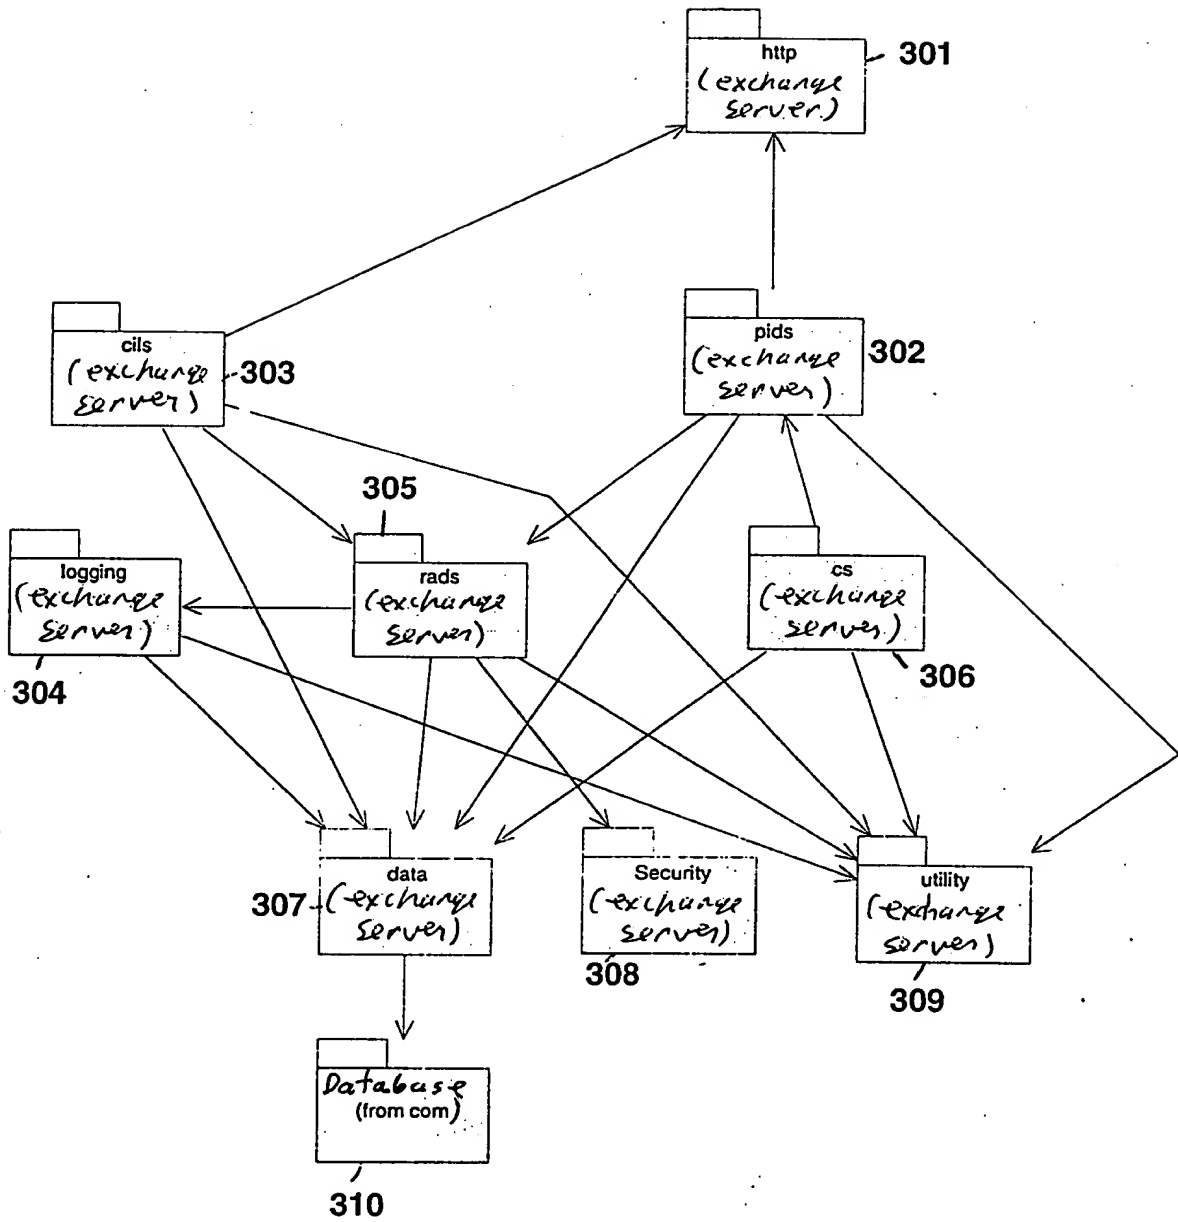 http
(exchange
server)
301
cils
(exchange
server)
303
pids
(exchange
server)
302
305
logging
(exchange
server)
304
rads
(exchange
server)
cs
(exchange
server)
306
data
(exchange
server)
307
Security
(exchange
server)
308
utility
(exchange
server)
309
Database
(from com)
310